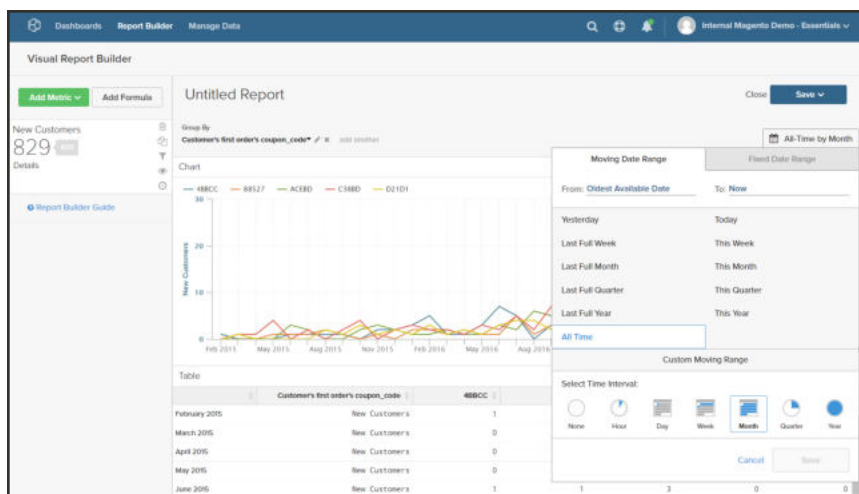 Dashboards Report Builder Manage Data Internal Magento Demo - Essentials
Visual Report Builder
Add Metric Add Formula Untitled Report Close Save
New Customers
829
Details
Report Builder Guide
Group By
Customer's first order's coupon_code* × add another
All-Time by Month
Chart
4BBCC B8527 ACEBD C38BD D21D1
30
20
10
0
New Customers
Feb 2015 May 2015 Aug 2015 Nov 2015 Feb 2016 May 2016 Aug 2016
Moving Date Range Fixed Date Range
From: Oldest Available Date To: Now
Yesterday Today
Last Full Week This Week
Last Full Month This Month
Last Full Quarter This Quarter
Last Full Year This Year
All Time
Custom Moving Range
Select Time Interval:
None Hour Day Week Month Quarter Year
Cancel Save
Table
Customer's first order's coupon_code 4BBCC
February 2015 New Customers 1
March 2015 New Customers 0
April 2015 New Customers 0
May 2015 New Customers 0
June 2015 New Customers 1 1 3 0 0